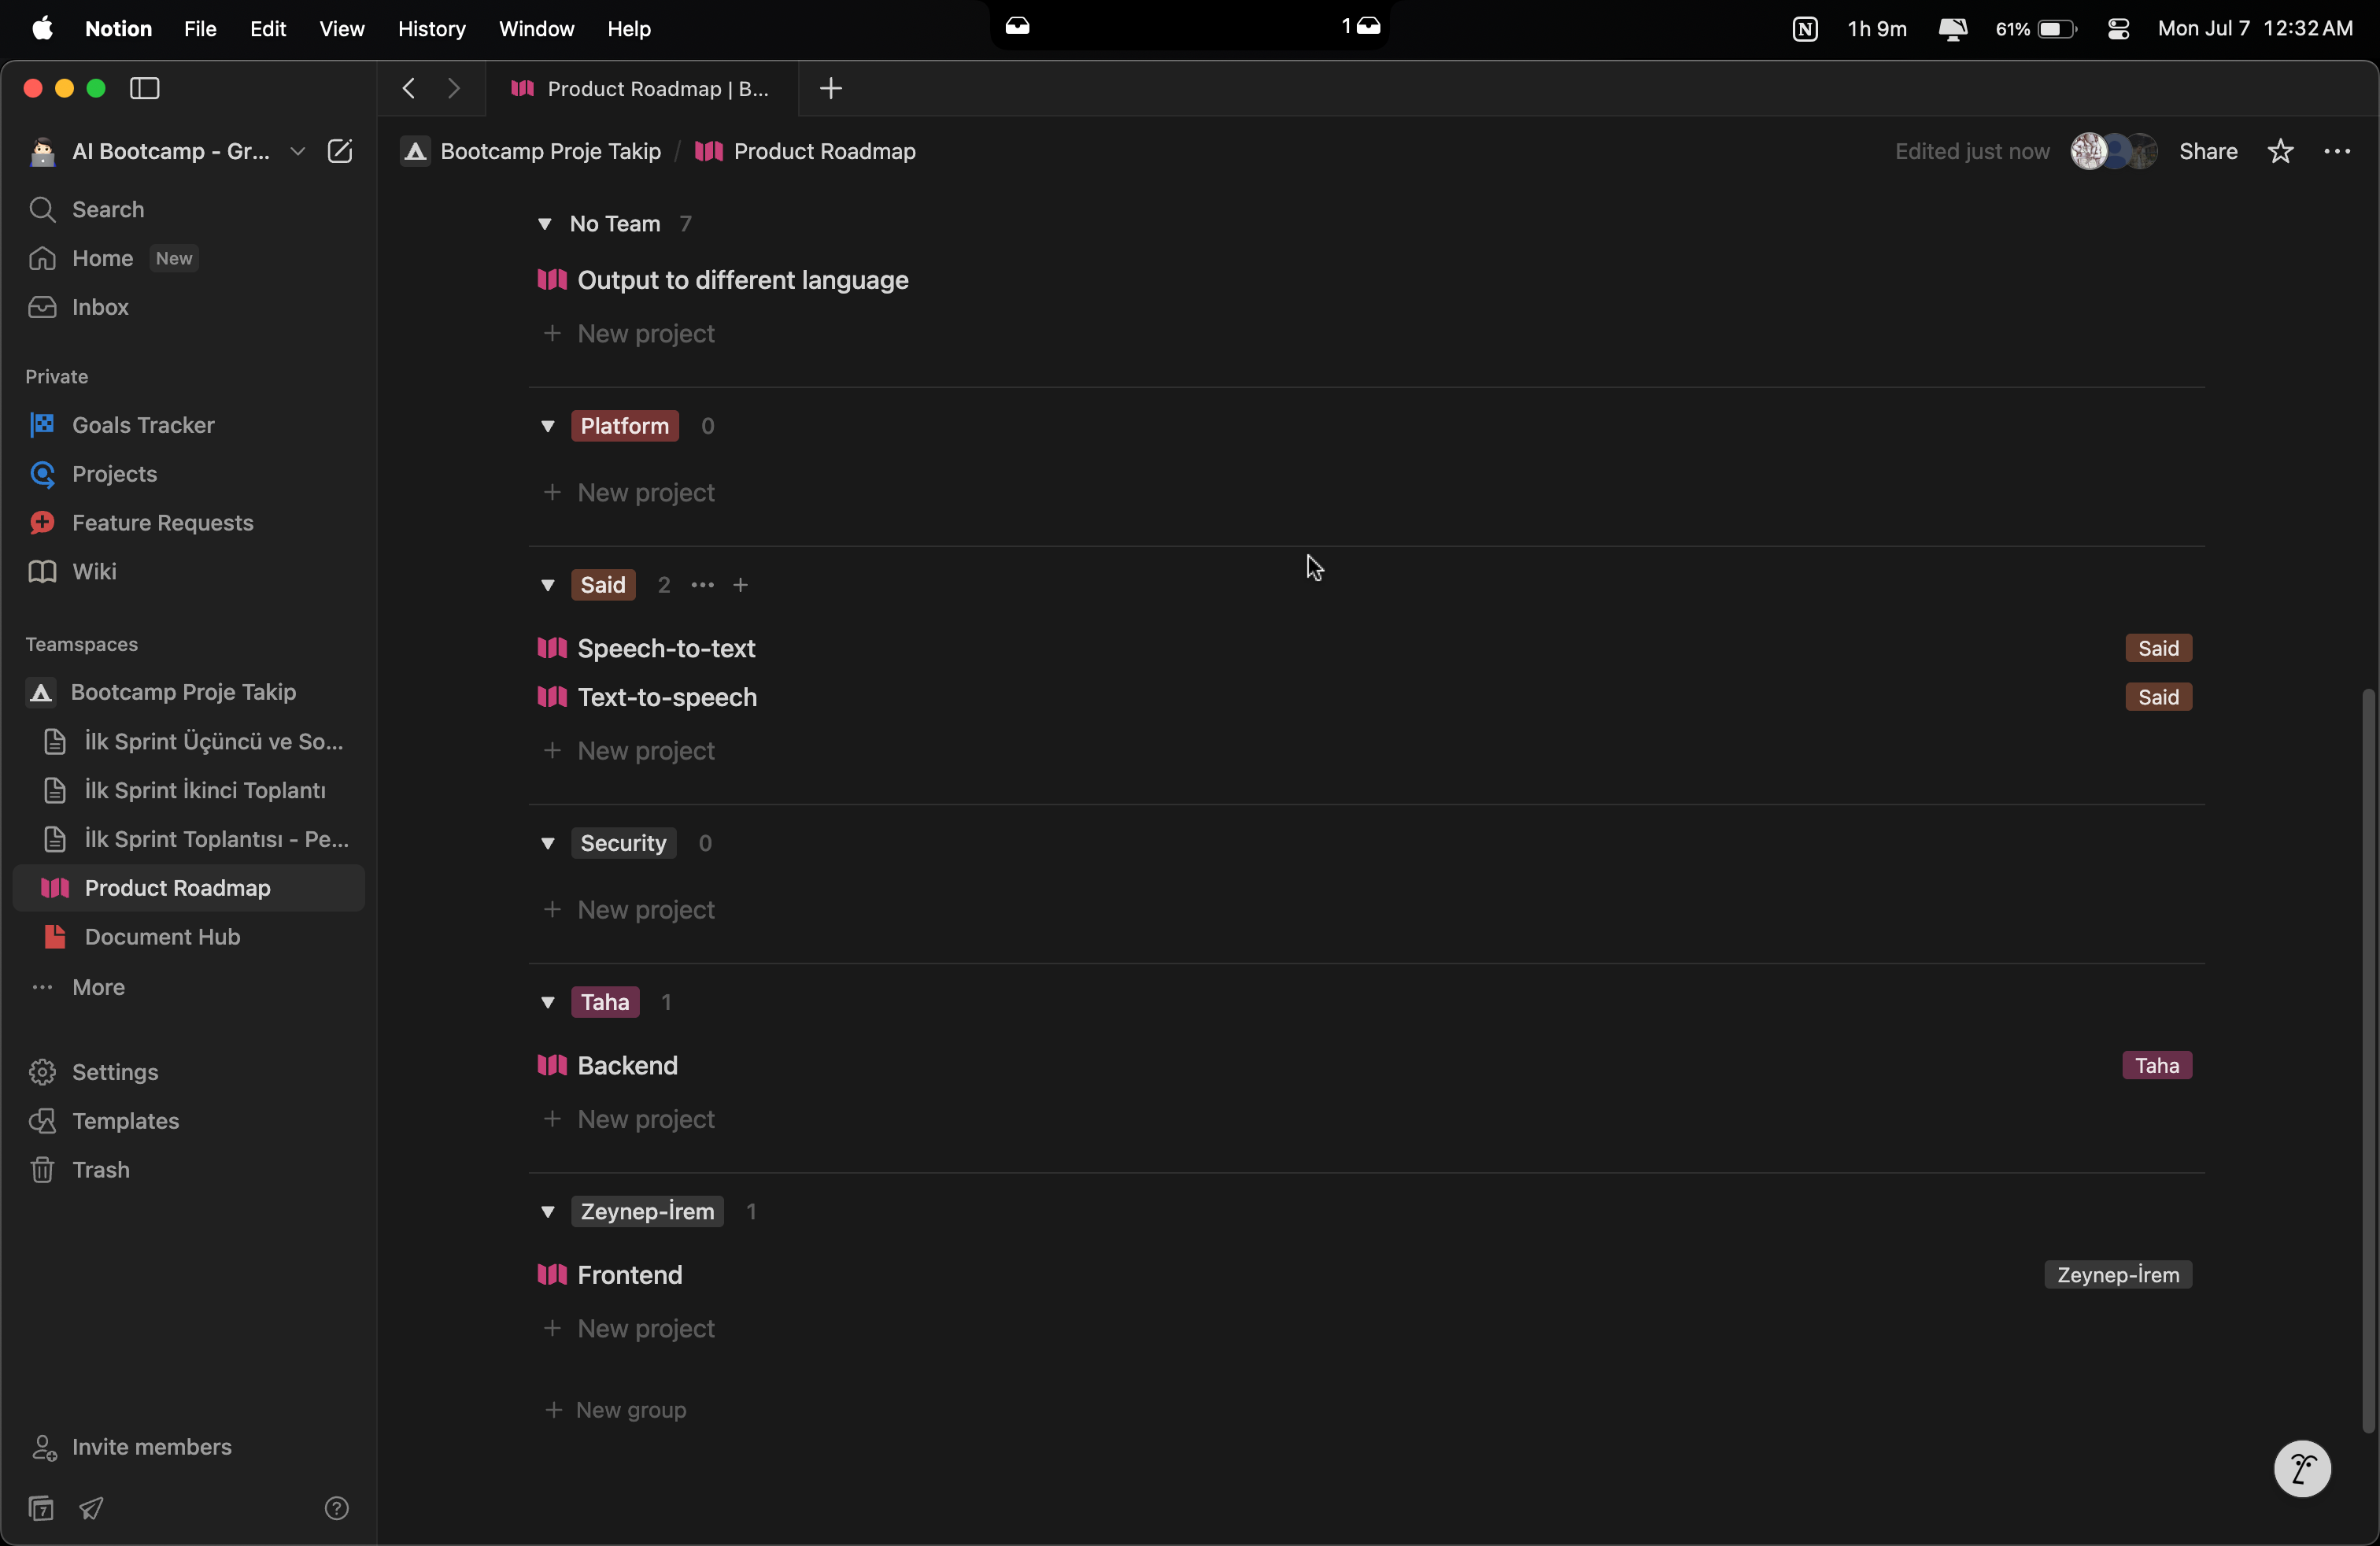 Notion File Edit View History Window Help 1 1h 9m 61% Mon Jul 7 12:32 AM
Product Roadmap | B...
AI Bootcamp - Gr...
Bootcamp Proje Takip / Product Roadmap
Edited just now Share
Search
Home New
Inbox
Private
Goals Tracker
Projects
Feature Requests
Wiki
Teamspaces
Bootcamp Proje Takip
İlk Sprint Üçüncü ve So...
İlk Sprint İkinci Toplantı
İlk Sprint Toplantısı - Pe...
Product Roadmap
Document Hub
More
Settings
Templates
Trash
Invite members
7
No Team 7
Output to different language
+ New project
Platform 0
+ New project
Said 2 ... +
Speech-to-text Said
Text-to-speech Said
+ New project
Security 0
+ New project
Taha 1
Backend Taha
+ New project
Zeynep-İrem 1
Frontend Zeynep-İrem
+ New project
+ New group